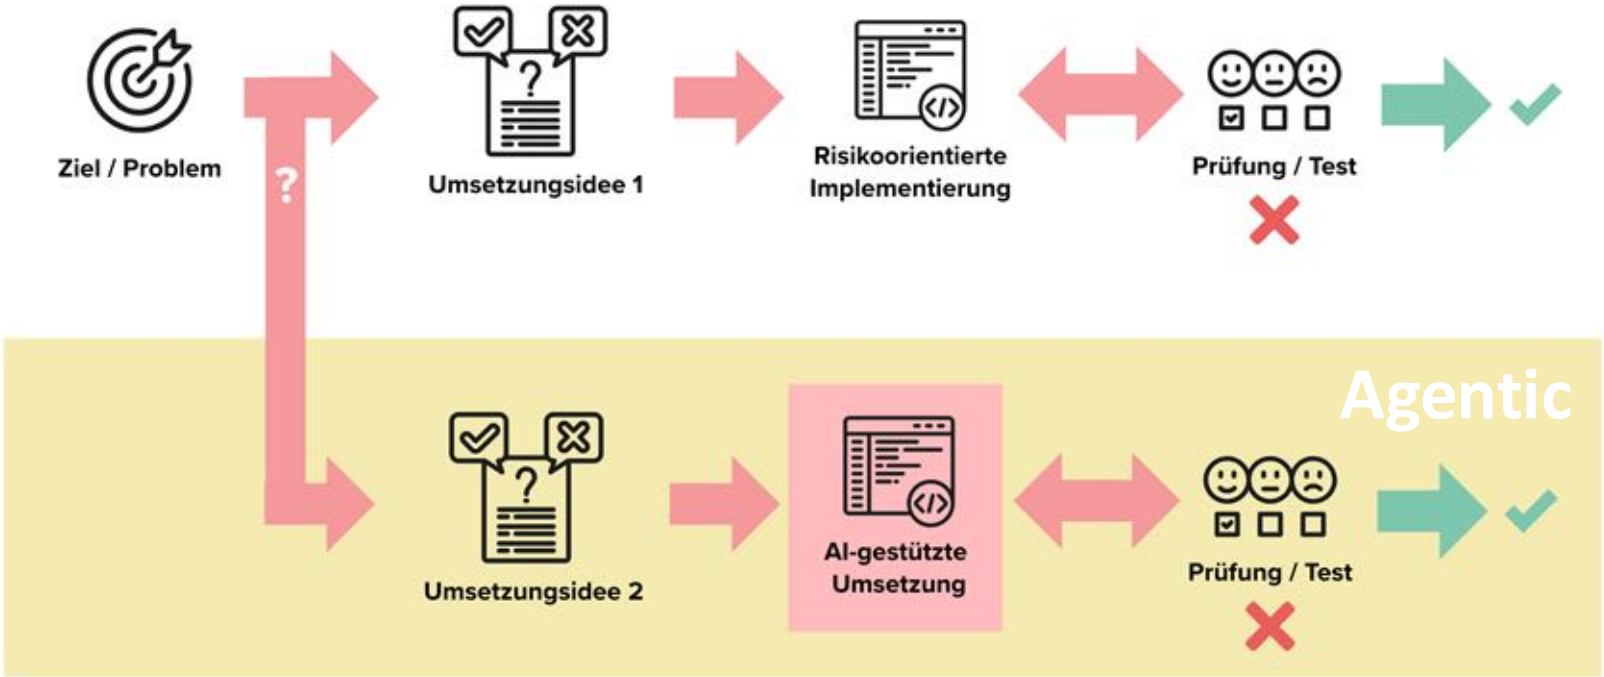 Ziel / Problem
?
?
Umsetzungsidee 1
</>
Risikoorientierte
Implementierung
Prüfung / Test
Agentic
?
Umsetzungsidee 2
</>
AI-gestützte
Umsetzung
Prüfung / Test